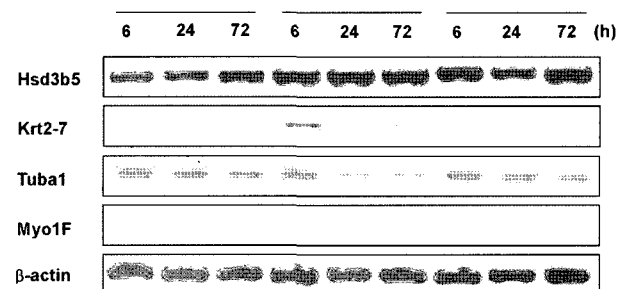 6 24 72 6 24 72 6 24 72 (h)
Hsd3b5
Krt2-7
Tuba1
Myo1F
β-actin